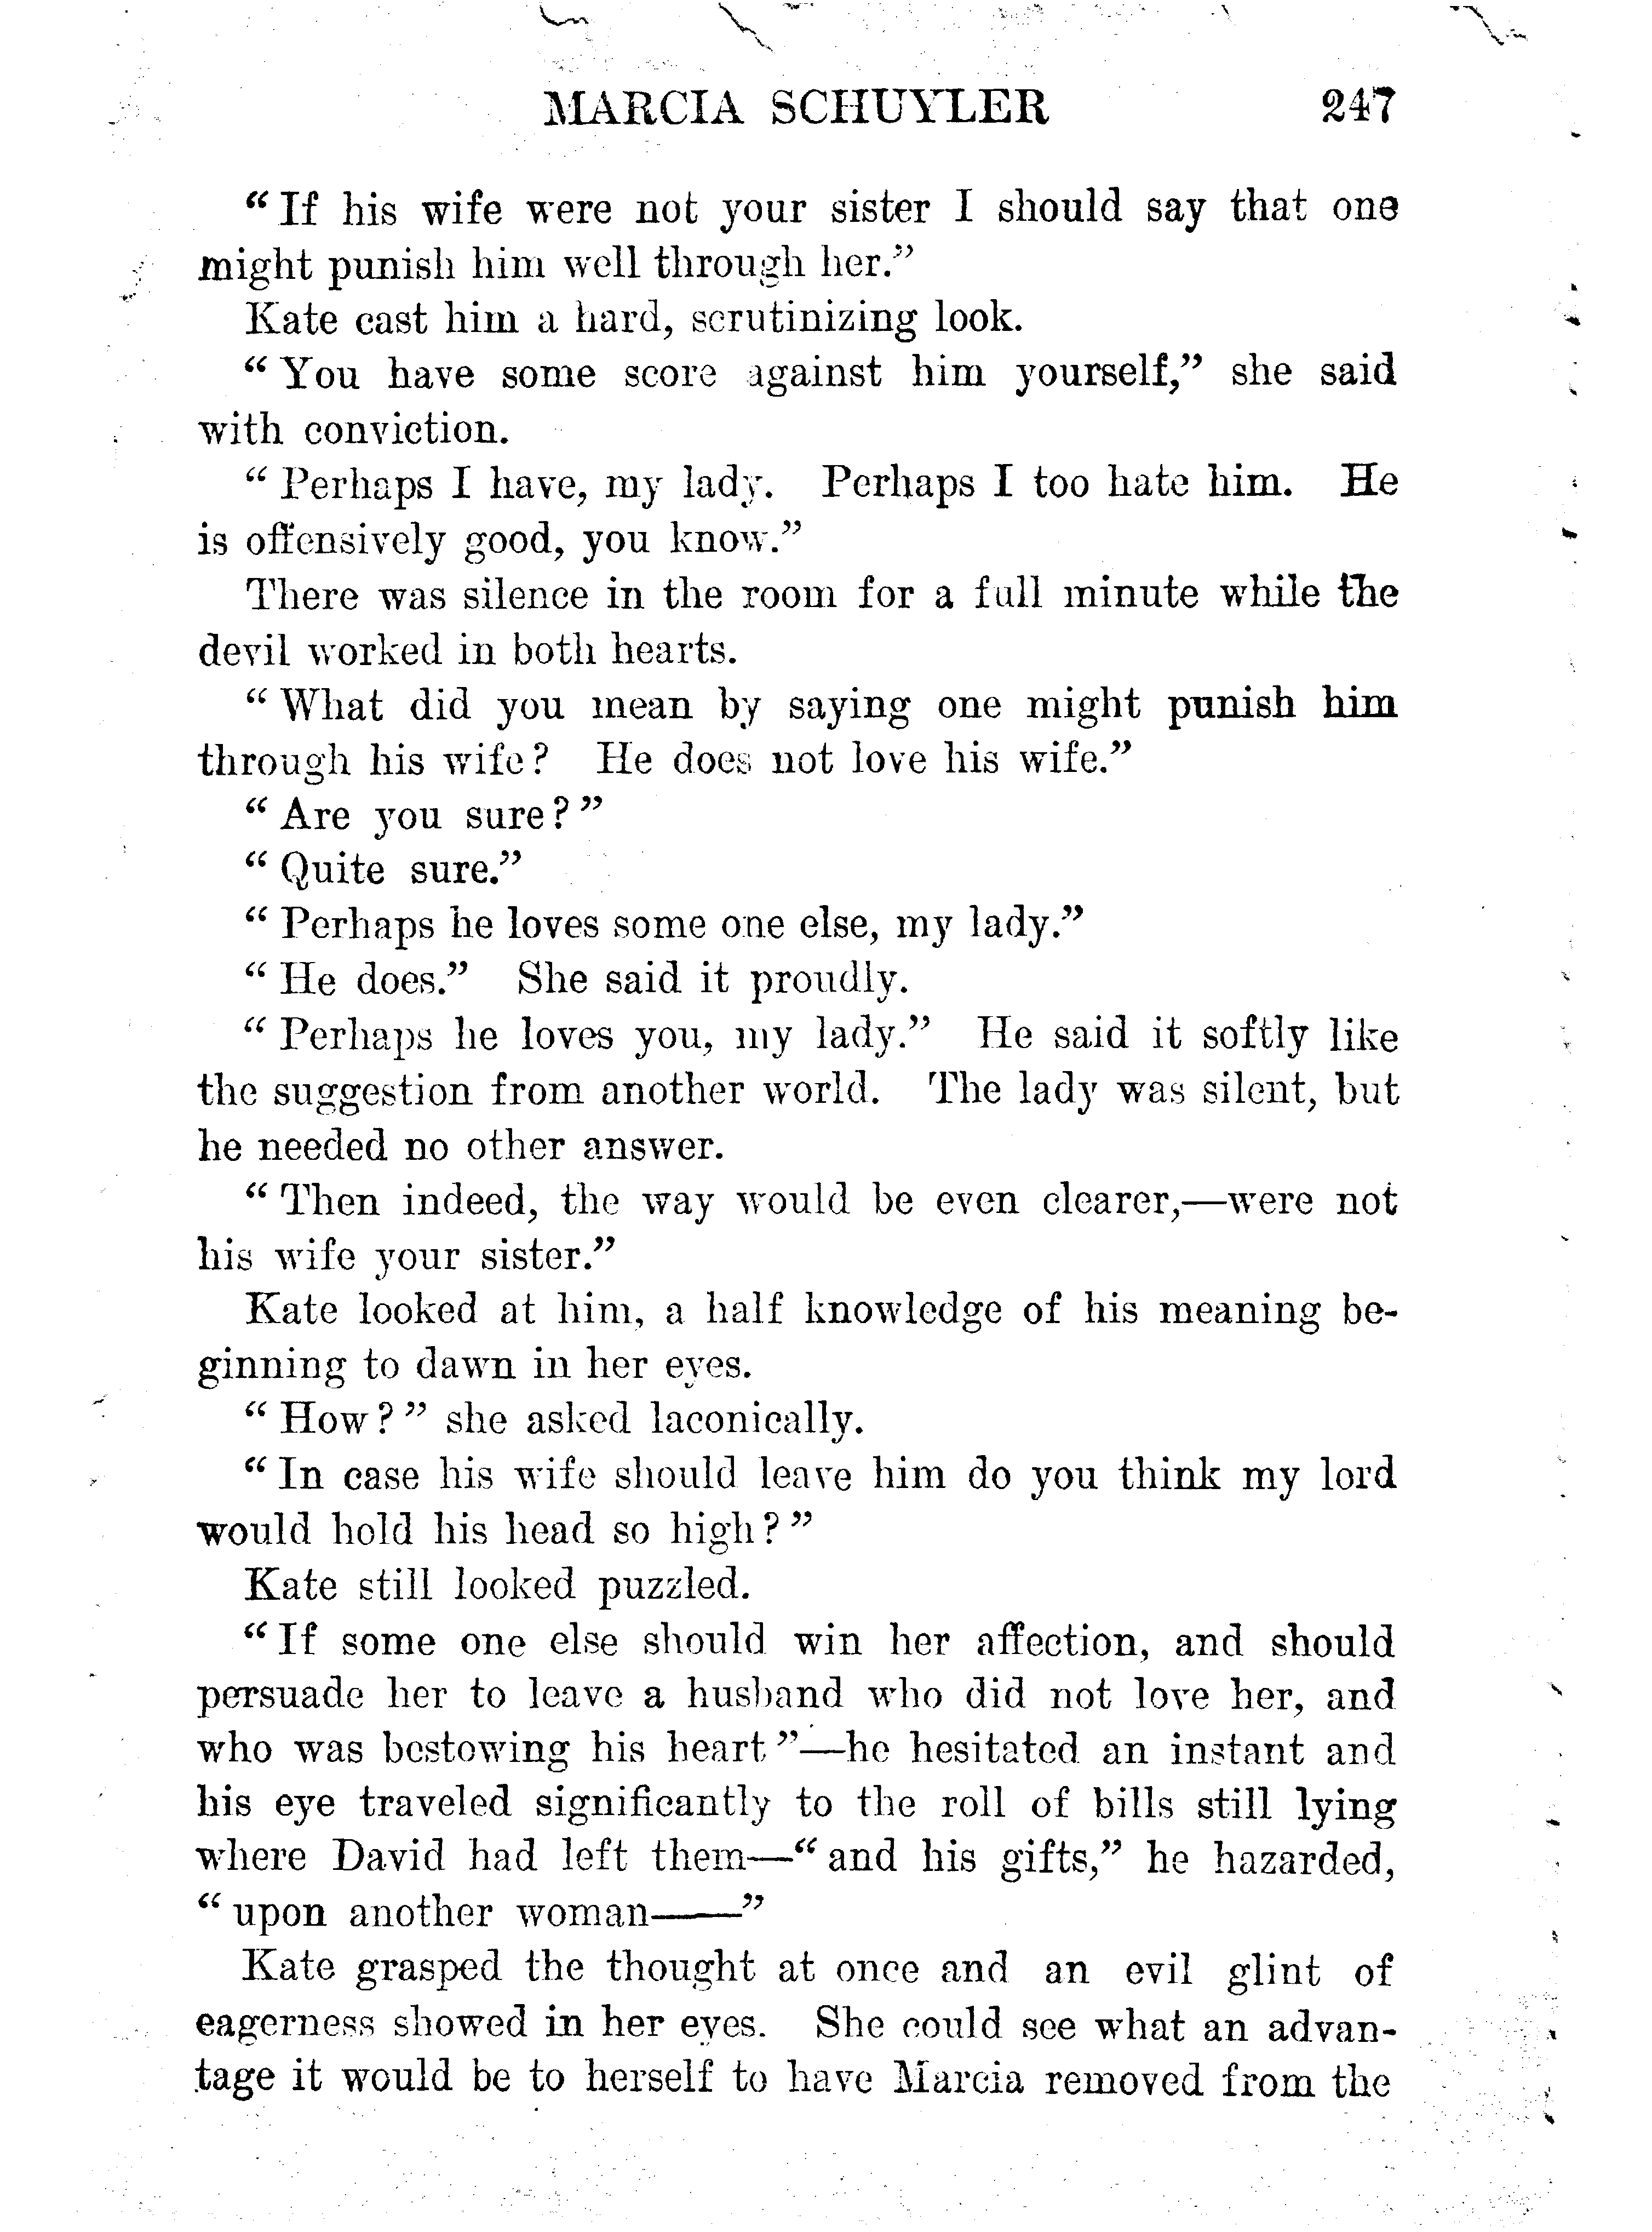 MARCIA SCHUYLER 247
“If his wife were not your sister I should say that one
might punish him well through her.”
Kate cast him a hard, scrutinizing look.
“You have some score against him yourself,” she said
with conviction.
“Perhaps I have, my lady. Perhaps I too hate him. He
is offensively good, you know.”
There was silence in the room for a full minute while the
devil worked in both hearts.
“What did you mean by saying one might punish him
through his wife? He does not love his wife.”
“Are you sure?”
“Quite sure.”
“Perhaps he loves some one else, my lady.”
“He does.” She said it proudly.
“Perhaps he loves you, my lady.” He said it softly like
the suggestion from another world. The lady was silent, but
he needed no other answer.
“Then indeed, the way would be even clearer,—were not
his wife your sister.”
Kate looked at him, a half knowledge of his meaning be-
ginning to dawn in her eyes.
“How?” she asked laconically.
“In case his wife should leave him do you think my lord
would hold his head so high?”
Kate still looked puzzled.
“If some one else should win her affection, and should
persuade her to leave a husband who did not love her, and
who was bestowing his heart”—he hesitated an instant and
his eye traveled significantly to the roll of bills still lying
where David had left them—“and his gifts,” he hazarded,
“upon another woman——”
Kate grasped the thought at once and an evil glint of
eagerness showed in her eyes. She could see what an advan-
tage it would be to herself to have Marcia removed from the